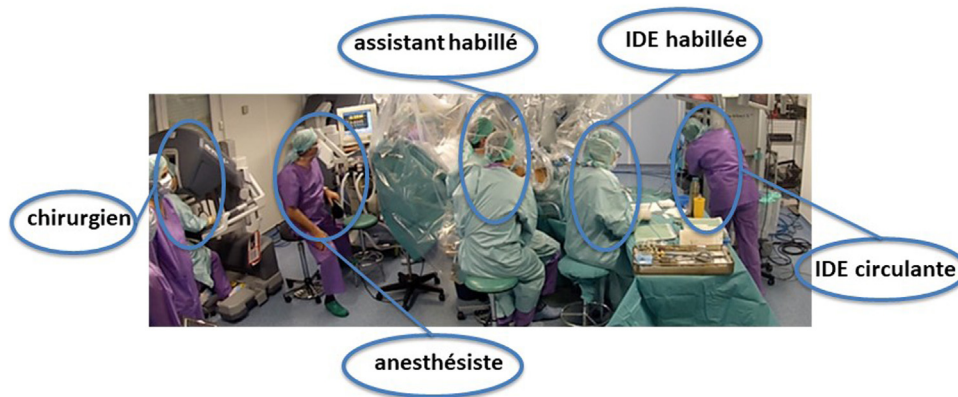 assistant habillé
IDE habillée
chirurgien
IDE circulante
anesthésiste